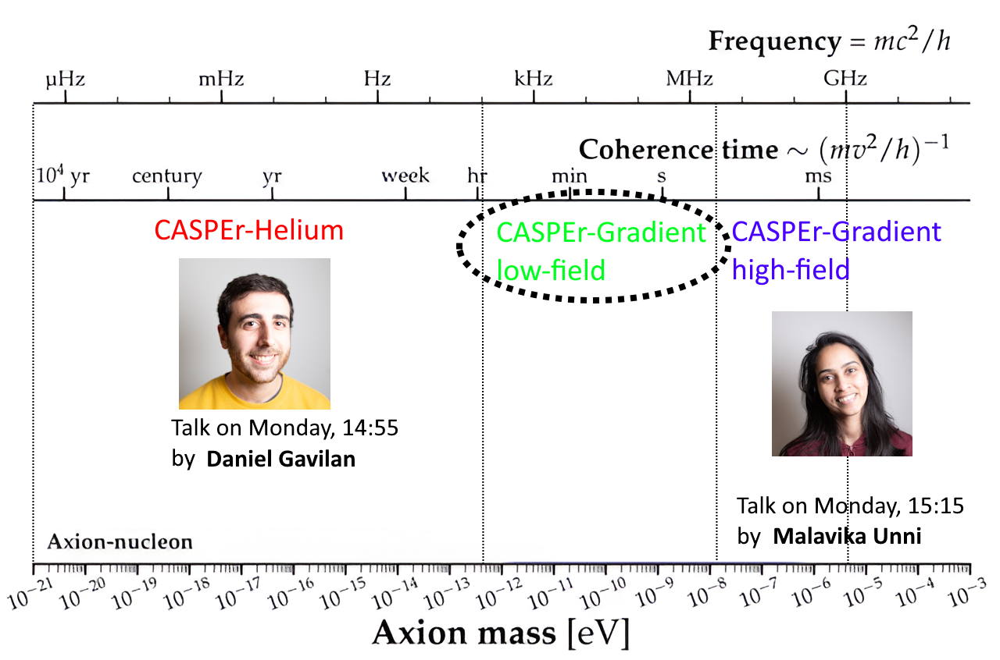 Frequency = mc²/h
μHz mHz Hz kHz MHz GHz
Coherence time ∼ (mv²/h)⁻¹
10⁴ yr century yr week hr min s ms
CASPEr-Helium
CASPEr-Gradient
low-field
CASPEr-Gradient
high-field
Talk on Monday, 14:55
by Daniel Gavilan
Talk on Monday, 15:15
by Malavika Unni
Axion-nucleon
10⁻²¹ 10⁻²⁰ 10⁻¹⁹ 10⁻¹⁸ 10⁻¹⁷ 10⁻¹⁶ 10⁻¹⁵ 10⁻¹⁴ 10⁻¹³ 10⁻¹² 10⁻¹¹ 10⁻¹⁰ 10⁻⁹ 10⁻⁸ 10⁻⁷ 10⁻⁶ 10⁻⁵ 10⁻⁴ 10⁻³
Axion mass [eV]